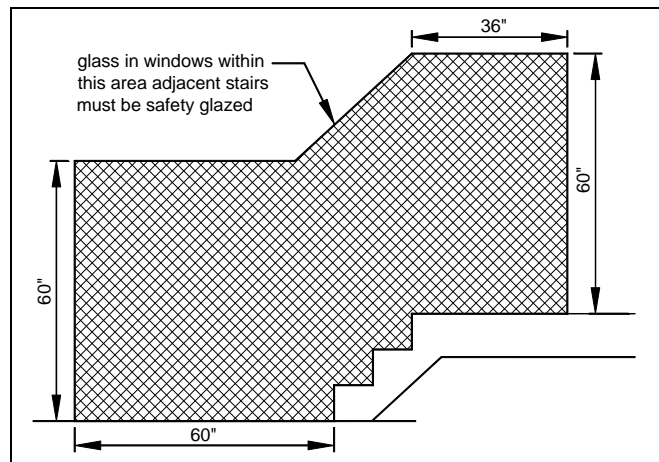 36"
glass in windows within
this area adjacent stairs
must be safety glazed
60"
60"
60"